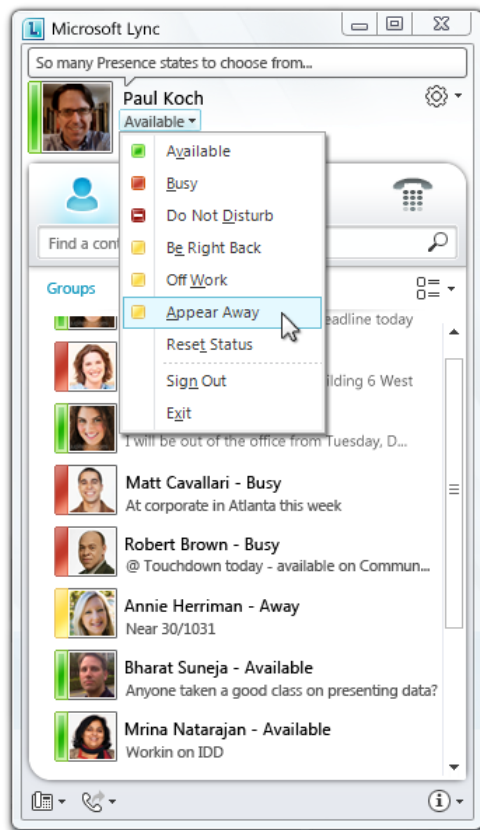 Microsoft Lync
So many Presence states to choose from...
Paul Koch
Available
Available
Busy
Do Not Disturb
Be Right Back
Off Work
Appear Away
Reset Status
Sign Out
Exit
Find a con
Groups
eadline today
ilding 6 West
I will be out of the office from Tuesday, D...
Matt Cavallari - Busy
At corporate in Atlanta this week
Robert Brown - Busy
@ Touchdown today - available on Commun...
Annie Herriman - Away
Near 30/1031
Bharat Suneja - Available
Anyone taken a good class on presenting data?
Mrina Natarajan - Available
Workin on IDD